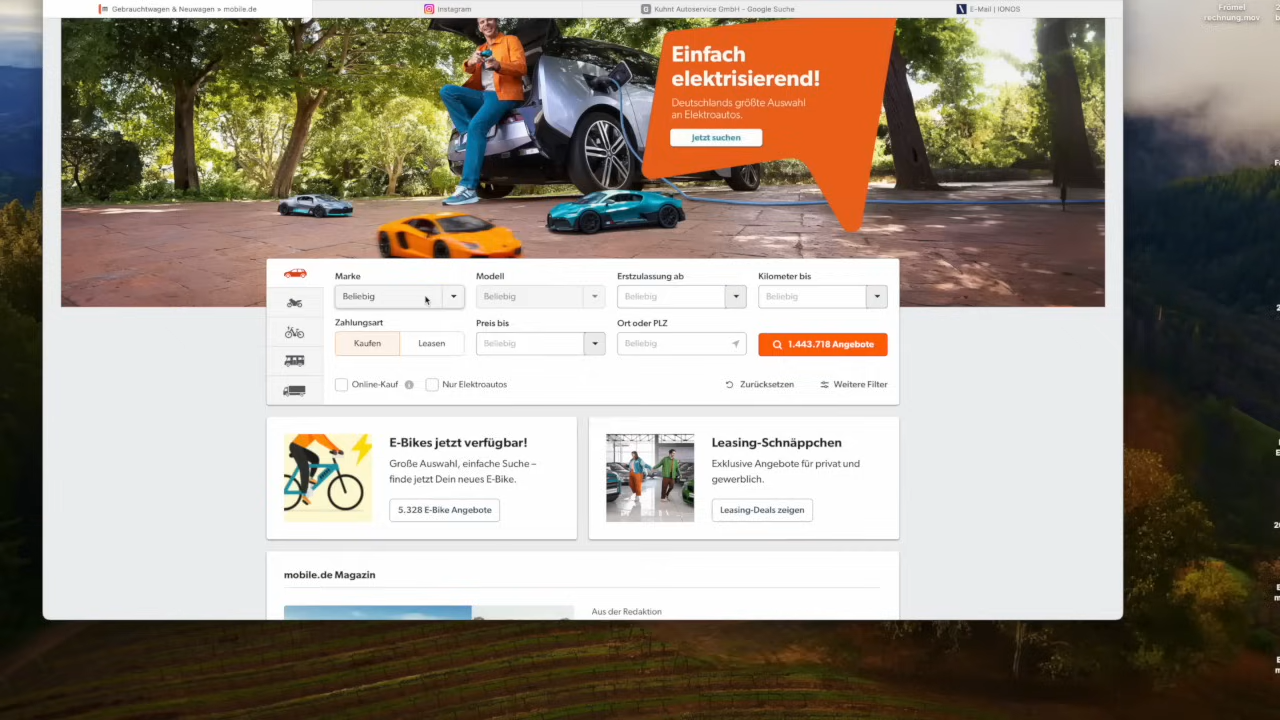 Gebrauchtwagen & Neuwagen » mobile.de
Instagram
Kuhnt Autoservice GmbH - Google Suche
E-Mail | IONOS
Frömel
rechnung.mov
Einfach
elektrisierend!
Deutschlands größte Auswahl
an Elektroautos.
Jetzt suchen
Marke
Modell
Erstzulassung ab
Kilometer bis
Beliebig
Beliebig
Beliebig
Beliebig
Zahlungsart
Preis bis
Ort oder PLZ
Kaufen
Leasen
Beliebig
Beliebig
1.443.718 Angebote
Online-Kauf
Nur Elektroautos
Zurücksetzen
Weitere Filter
E-Bikes jetzt verfügbar!
Große Auswahl, einfache Suche –
finde jetzt Dein neues E-Bike.
5.328 E-Bike Angebote
Leasing-Schnäppchen
Exklusive Angebote für privat und
gewerblich.
Leasing-Deals zeigen
mobile.de Magazin
Aus der Redaktion